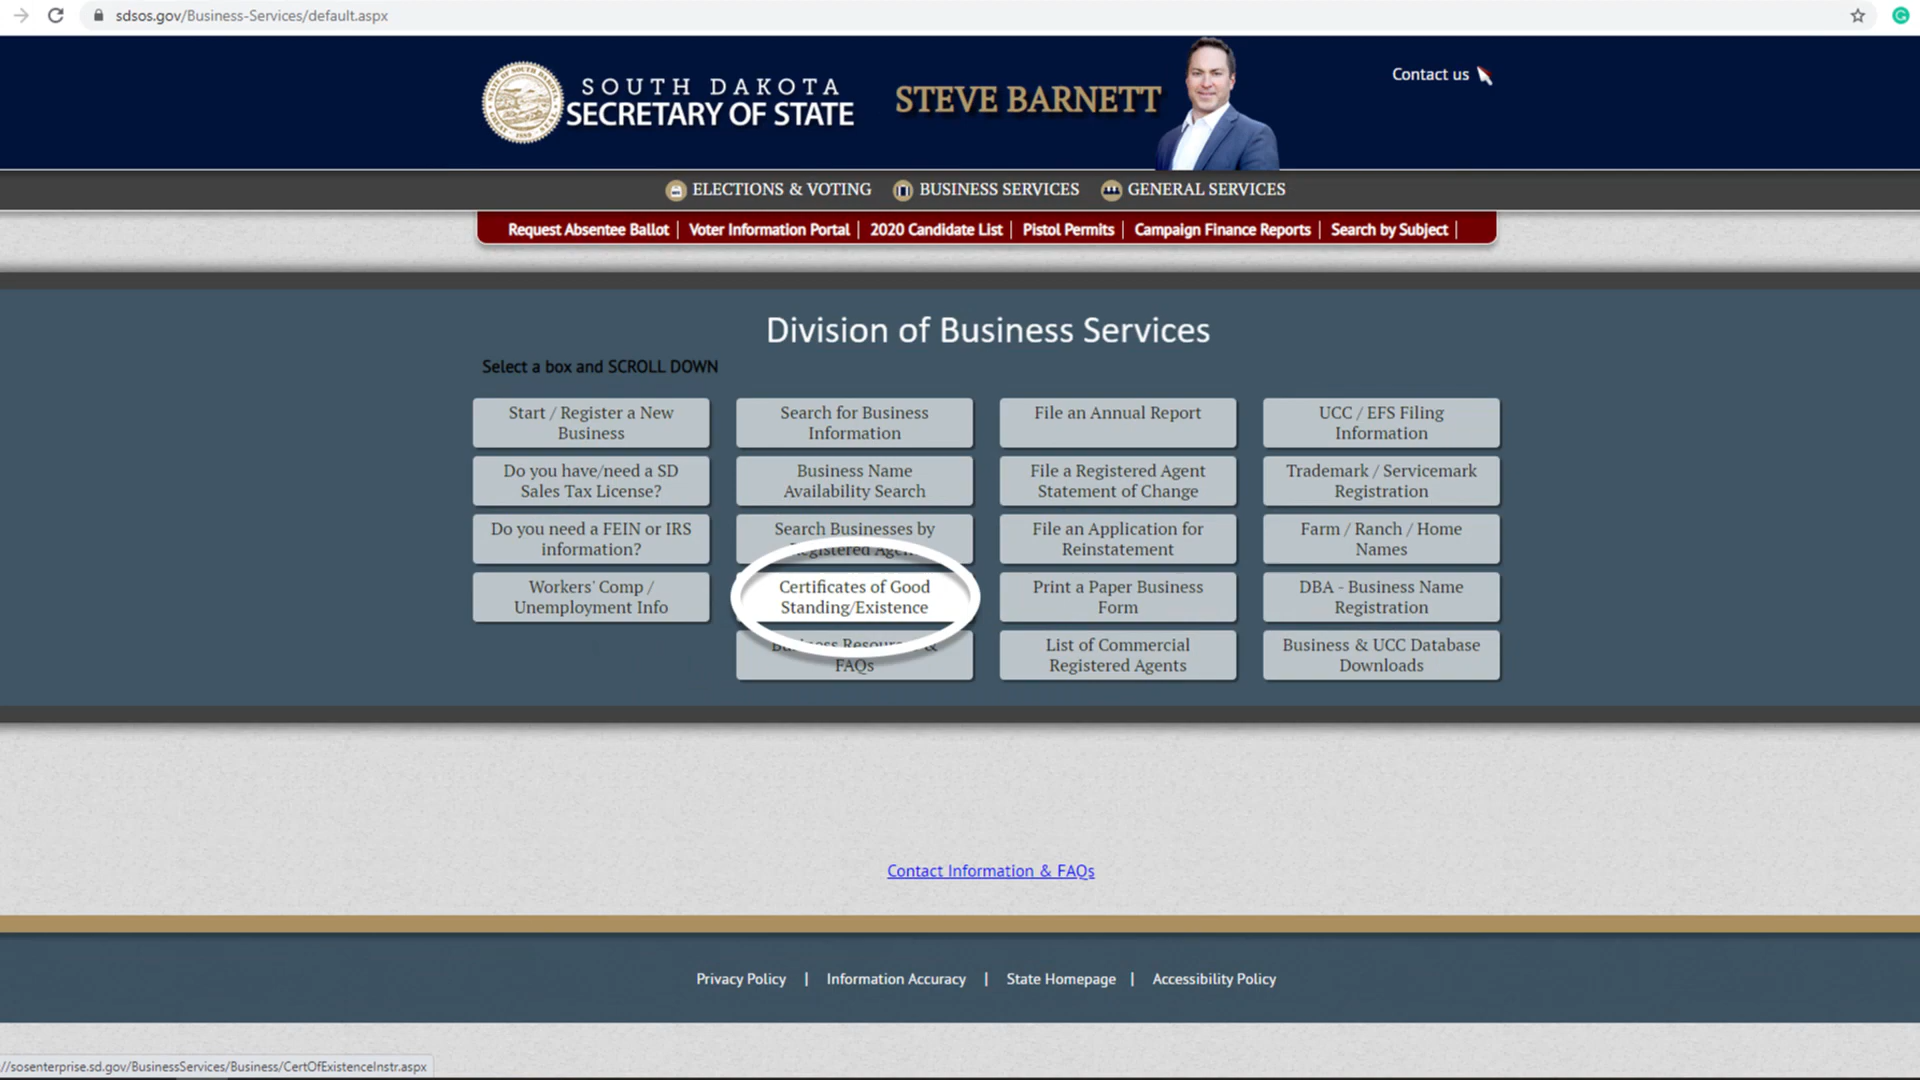 sdsos.gov/Business-Services/default.aspx
SOUTH DAKOTA
SECRETARY OF STATE
STEVE BARNETT
Contact us
ELECTIONS & VOTING
BUSINESS SERVICES
GENERAL SERVICES
Request Absentee Ballot | Voter Information Portal | 2020 Candidate List | Pistol Permits | Campaign Finance Reports | Search by Subject |
Division of Business Services
Select a box and SCROLL DOWN
Start / Register a New
Business
Search for Business
Information
File an Annual Report
UCC / EFS Filing
Information
Do you have/need a SD
Sales Tax License?
Business Name
Availability Search
File a Registered Agent
Statement of Change
Trademark / Servicemark
Registration
Do you need a FEIN or IRS
information?
Search Businesses by
Registered
File an Application for
Reinstatement
Farm / Ranch / Home
Names
Workers' Comp /
Unemployment Info
Certificates of Good
Standing/Existence
Print a Paper Business
Form
DBA - Business Name
Registration
&
FAQs
List of Commercial
Registered Agents
Business & UCC Database
Downloads
Contact Information & FAQs
Privacy Policy | Information Accuracy | State Homepage | Accessibility Policy
//sosenterprise.sd.gov/BusinessServices/Business/CertOfExistenceInstr.aspx